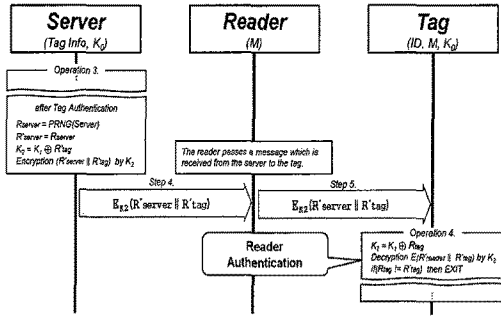 Server
(Tag Info, K₀)
Reader
(M)
Tag
(ID, M, K₀)
Operation 3.
after Tag Authentication
Rserver = PRNG(Server)
R'server = Rserver
K₂ = K₁ ⊕ R'tag
Encryption (R'server ∥ R'tag) by K₂
The reader passes a message which is
received from the server to the tag.
Step 4.
E_K2(R'server ∥ R'tag)
Step 5.
E_K2(R'server ∥ R'tag)
Reader
Authentication
Operation 4.
K₂ = K₁ ⊕ Rtag
Decryption E(R'server ∥ R'tag) by K₂
if(Rtag != R'tag) then EXIT